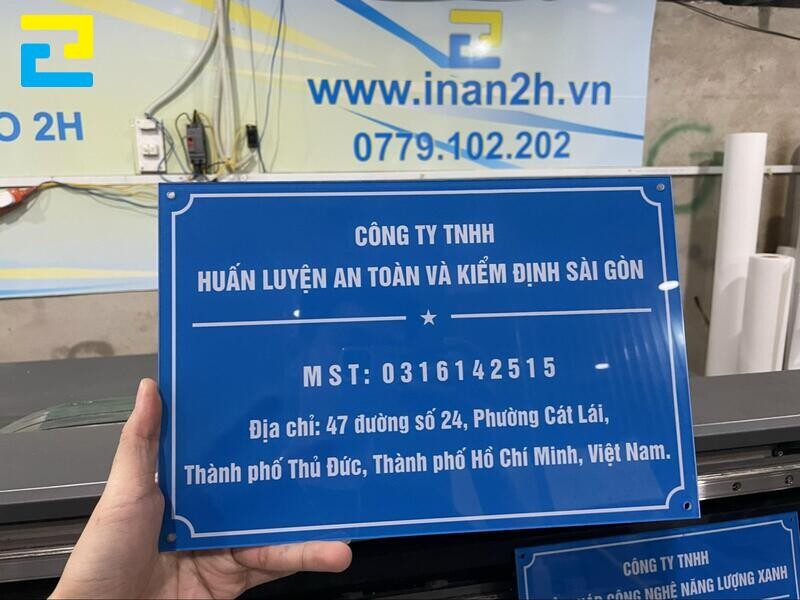 O 2H
www.inan2h.vn
0779.102.202
CÔNG TY TNHH
HUẤN LUYỆN AN TOÀN VÀ KIỂM ĐỊNH SÀI GÒN
MST: 0316142515
Địa chỉ: 47 đường số 24, Phường Cát Lái,
Thành phố Thủ Đức, Thành phố Hồ Chí Minh, Việt Nam.
CÔNG TY TNHH
CÔNG NGHỆ NĂNG LƯỢNG XANH